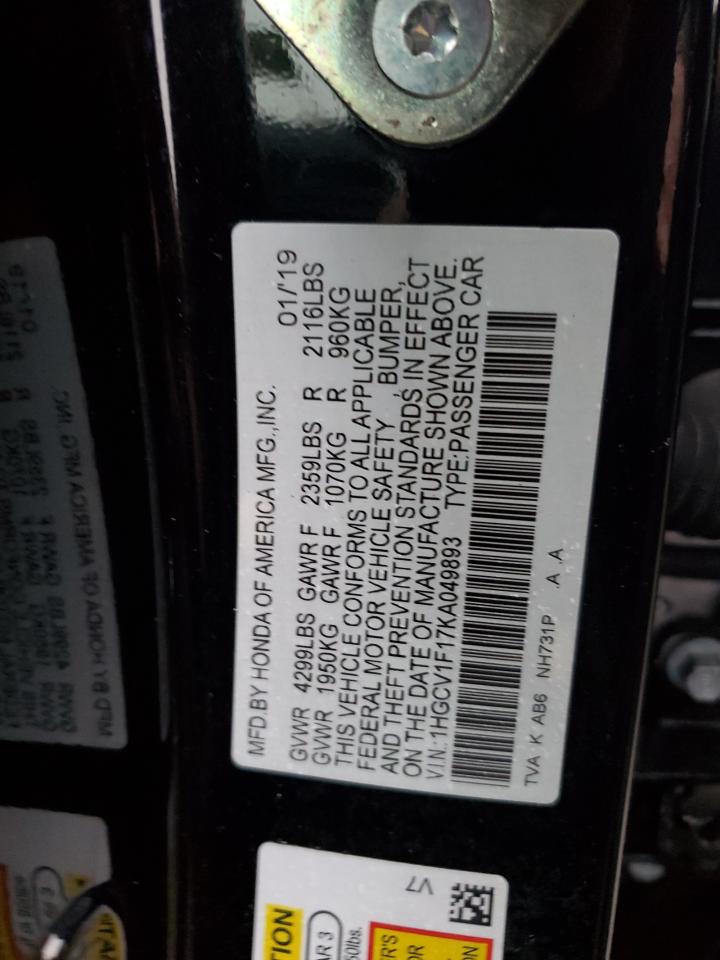 MFD.BY HONDA OF AMERICA MFG.,INC. 01/'19
GVWR 4299LBS GAWR F 2359LBS R 2116LBS
GVWR 1950KG GAWR F 1070KG R 960KG
THIS VEHICLE CONFORMS TO ALL APPLICABLE
FEDERAL MOTOR VEHICLE SAFETY , BUMPER,
AND THEFT PREVENTION STANDARDS IN EFFECT
ON THE DATE OF MANUFACTURE SHOWN ABOVE.
V.I.N.:1HGCV1F17KA049893 TYPE:PASSENGER CAR
TVA K AB6 NH731P .A .A
V7